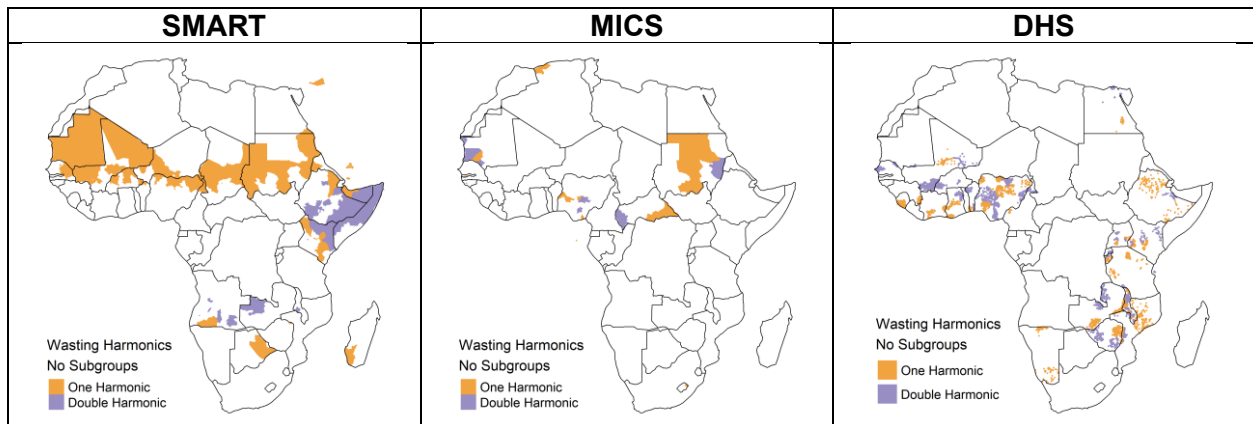 SMART
MICS
DHS
Wasting Harmonics
No Subgroups
One Harmonic
Double Harmonic
Wasting Harmonics
No Subgroups
One Harmonic
Double Harmonic
Wasting Harmonics
No Subgroups
One Harmonic
Double Harmonic